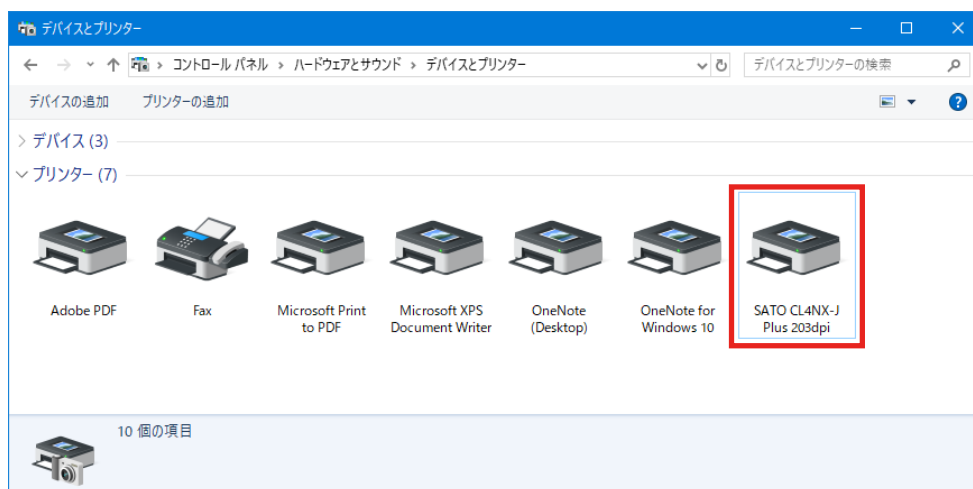 デバイスとプリンター
コントロール パネル › ハードウェアとサウンド › デバイスとプリンター
デバイスとプリンターの検索
デバイスの追加 プリンターの追加
デバイス (3)
プリンター (7)
Adobe PDF
Fax
Microsoft Print
to PDF
Microsoft XPS
Document Writer
OneNote
(Desktop)
OneNote for
Windows 10
SATO CL4NX-J
Plus 203dpi
10 個の項目